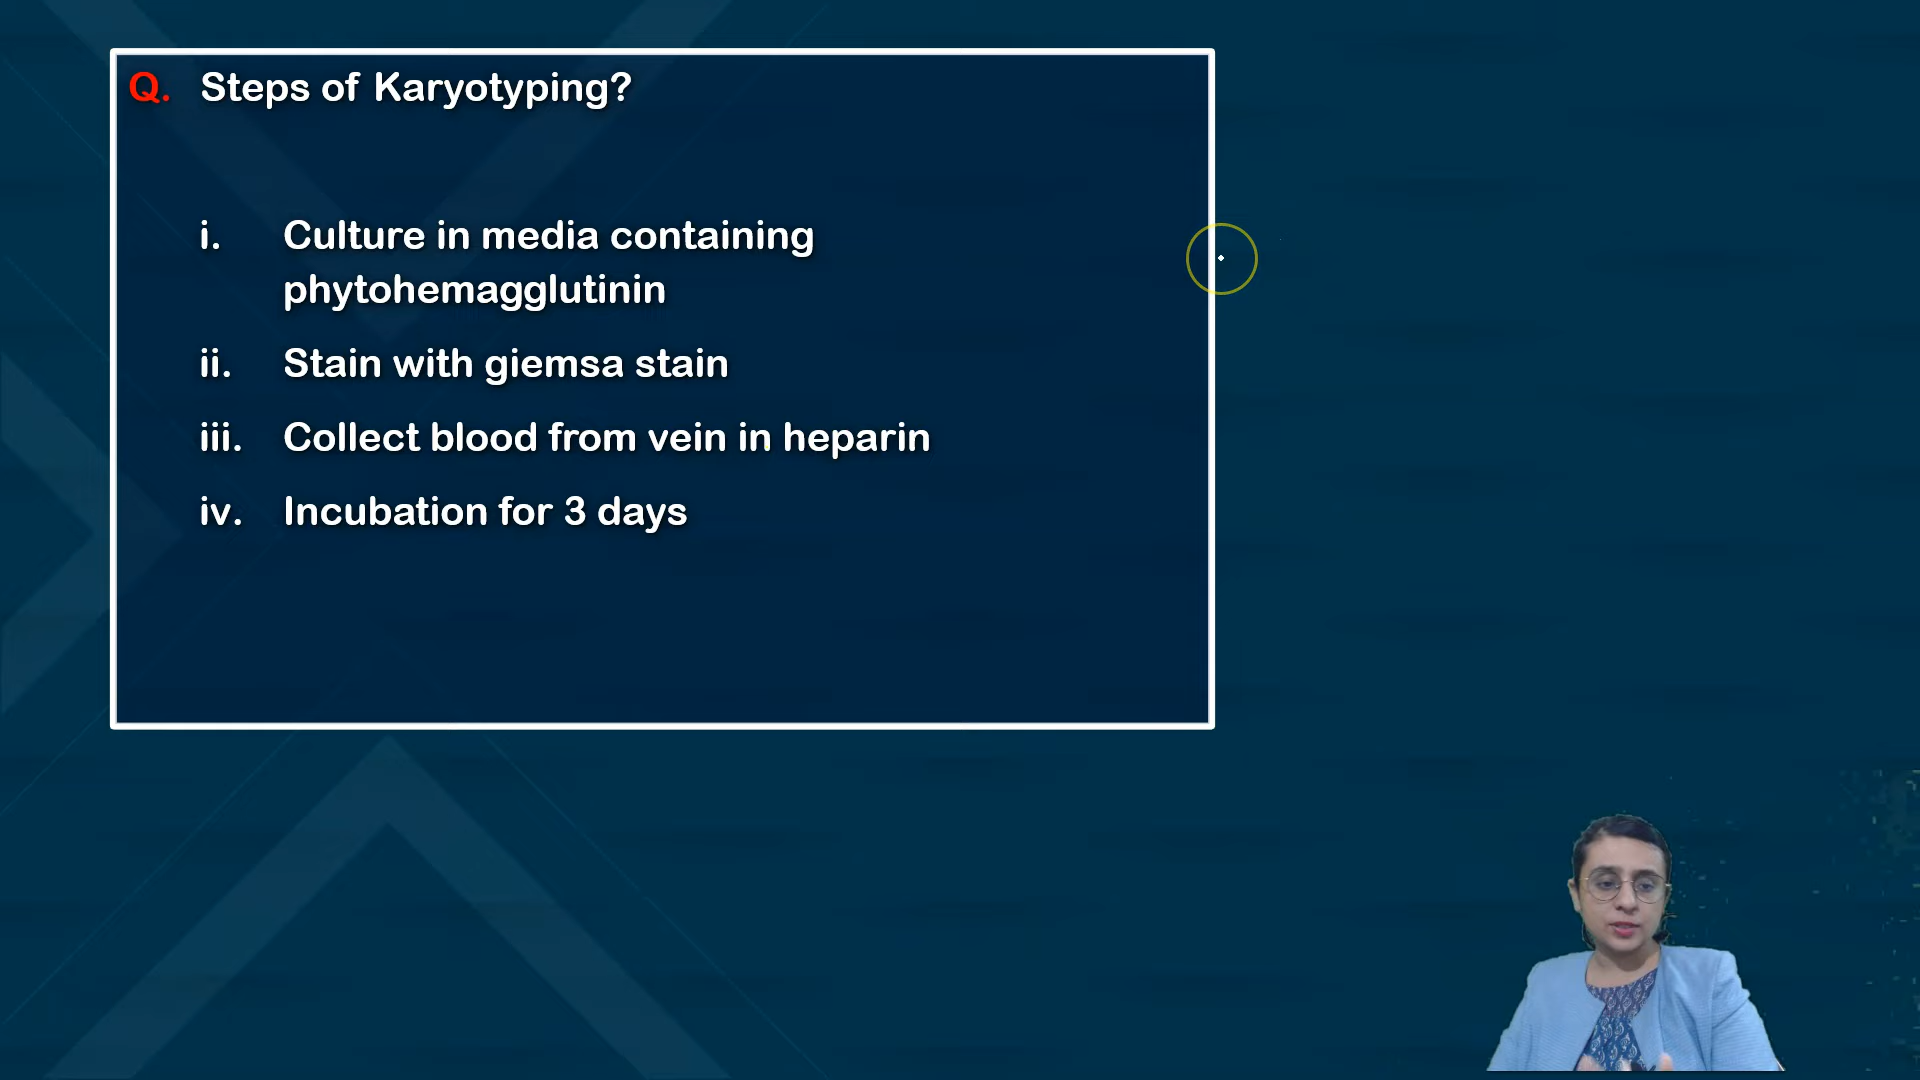 Q. Steps of Karyotyping?
i. Culture in media containing
phytohemagglutinin
ii. Stain with giemsa stain
iii. Collect blood from vein in heparin
iv. Incubation for 3 days